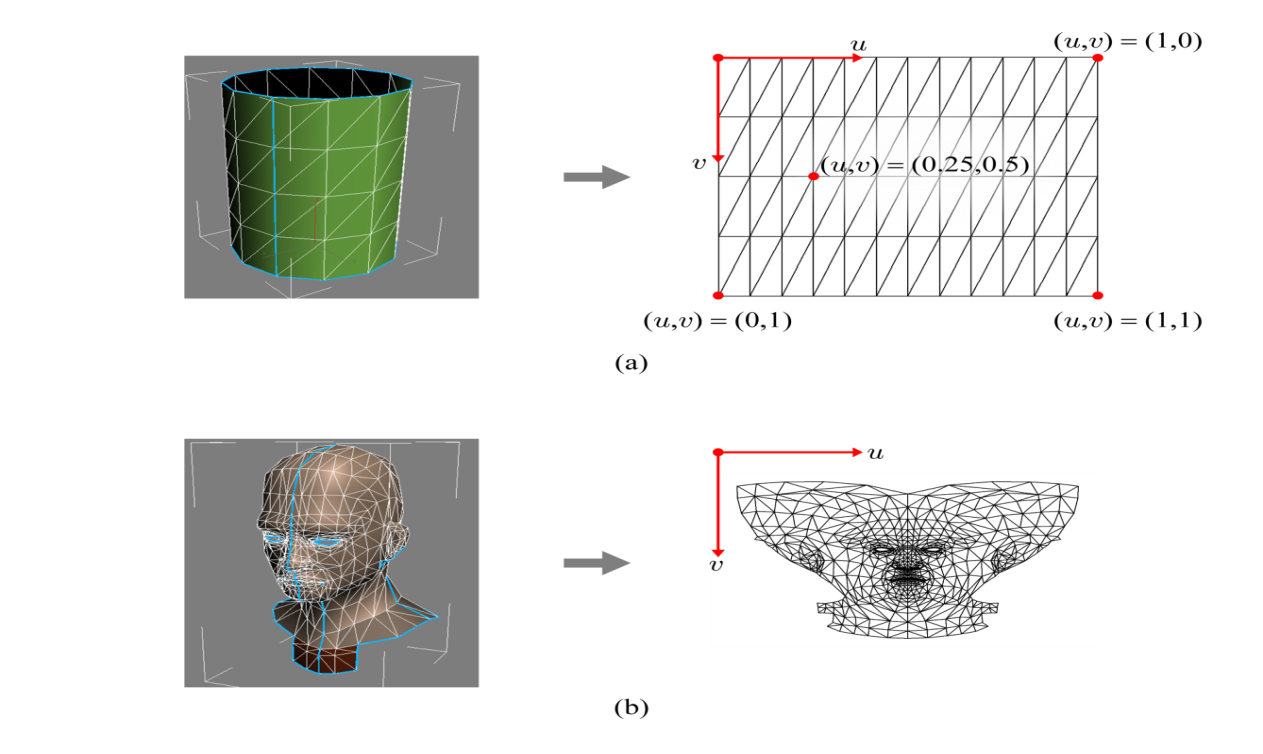 u
(u,v) = (1,0)
v
(u,v) = (0.25,0.5)
(u,v) = (0,1)
(u,v) = (1,1)
(a)
u
v
(b)